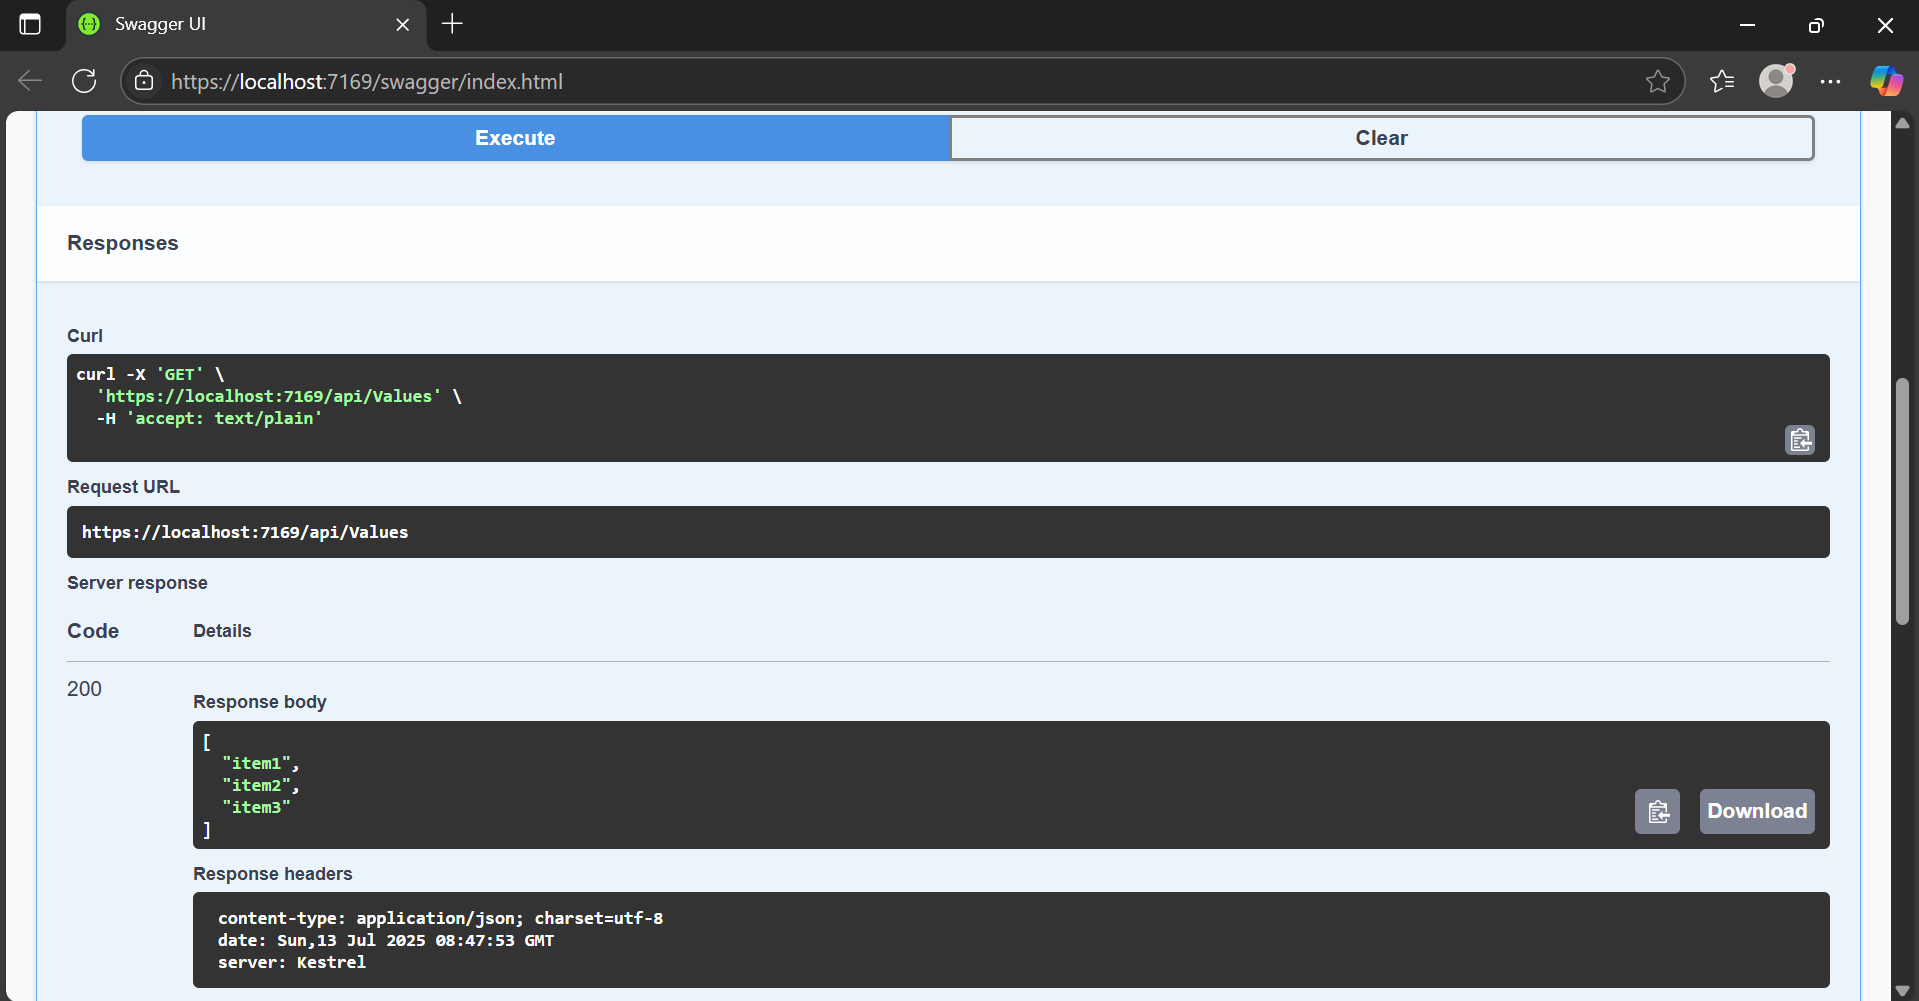 Swagger UI
https://localhost:7169/swagger/index.html
Execute
Clear
Responses
Curl
curl -X 'GET' \
  'https://localhost:7169/api/Values' \
  -H 'accept: text/plain'
Request URL
https://localhost:7169/api/Values
Server response
Code Details
200
Response body
[
  "item1",
  "item2",
  "item3"
]
Download
Response headers
content-type: application/json; charset=utf-8
date: Sun,13 Jul 2025 08:47:53 GMT
server: Kestrel